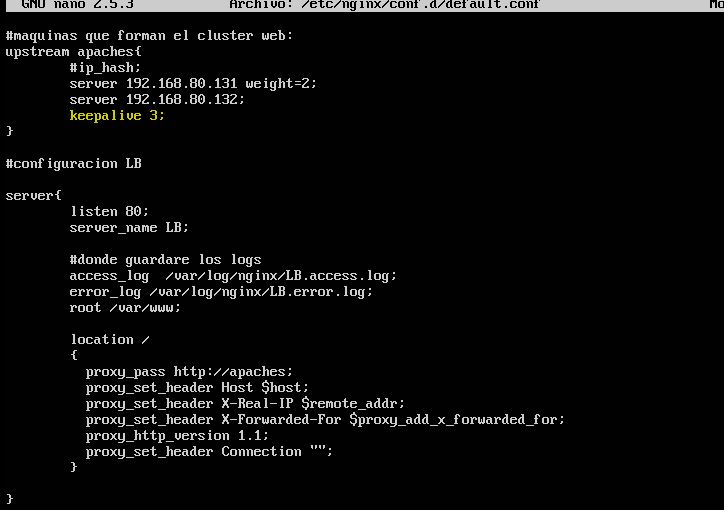 GNU nano 2.5.3 Archivo: /etc/nginx/conf.d/default.conf Mo
#maquinas que forman el cluster web:
upstream apaches{
#ip_hash;
server 192.168.80.131 weight=2;
server 192.168.80.132;
keepalive 3;
}
#configuracion LB
server{
listen 80;
server_name LB;
#donde guardare los logs
access_log /var/log/nginx/LB.access.log;
error_log /var/log/nginx/LB.error.log;
root /var/www;
location /
{
proxy_pass http://apaches;
proxy_set_header Host $host;
proxy_set_header X-Real-IP $remote_addr;
proxy_set_header X-Forwarded-For $proxy_add_x_forwarded_for;
proxy_http_version 1.1;
proxy_set_header Connection "";
}
}